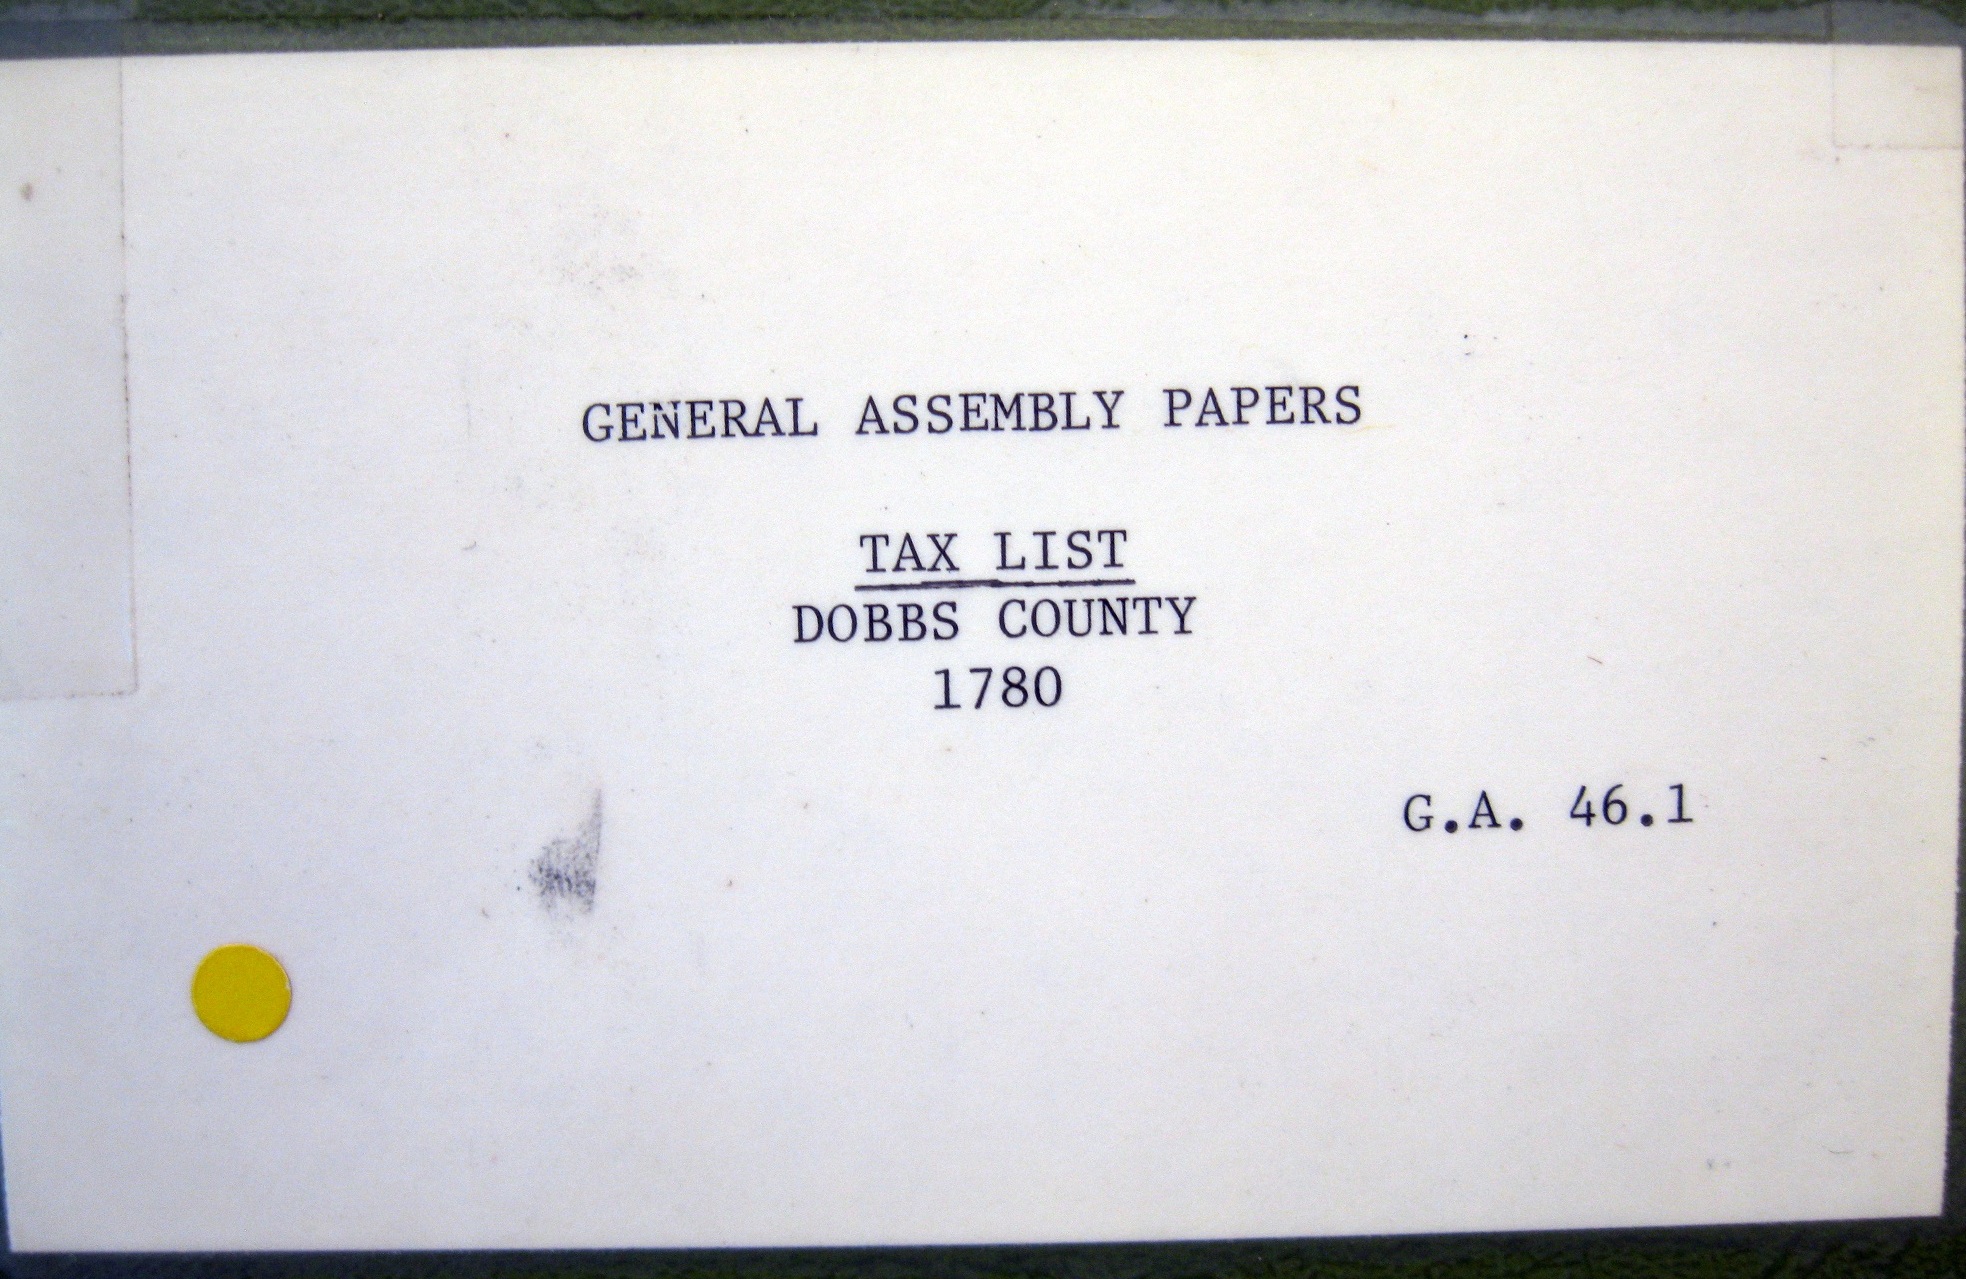 GENERAL ASSEMBLY PAPERS
TAX LIST
DOBBS COUNTY
1780
G.A. 46.1